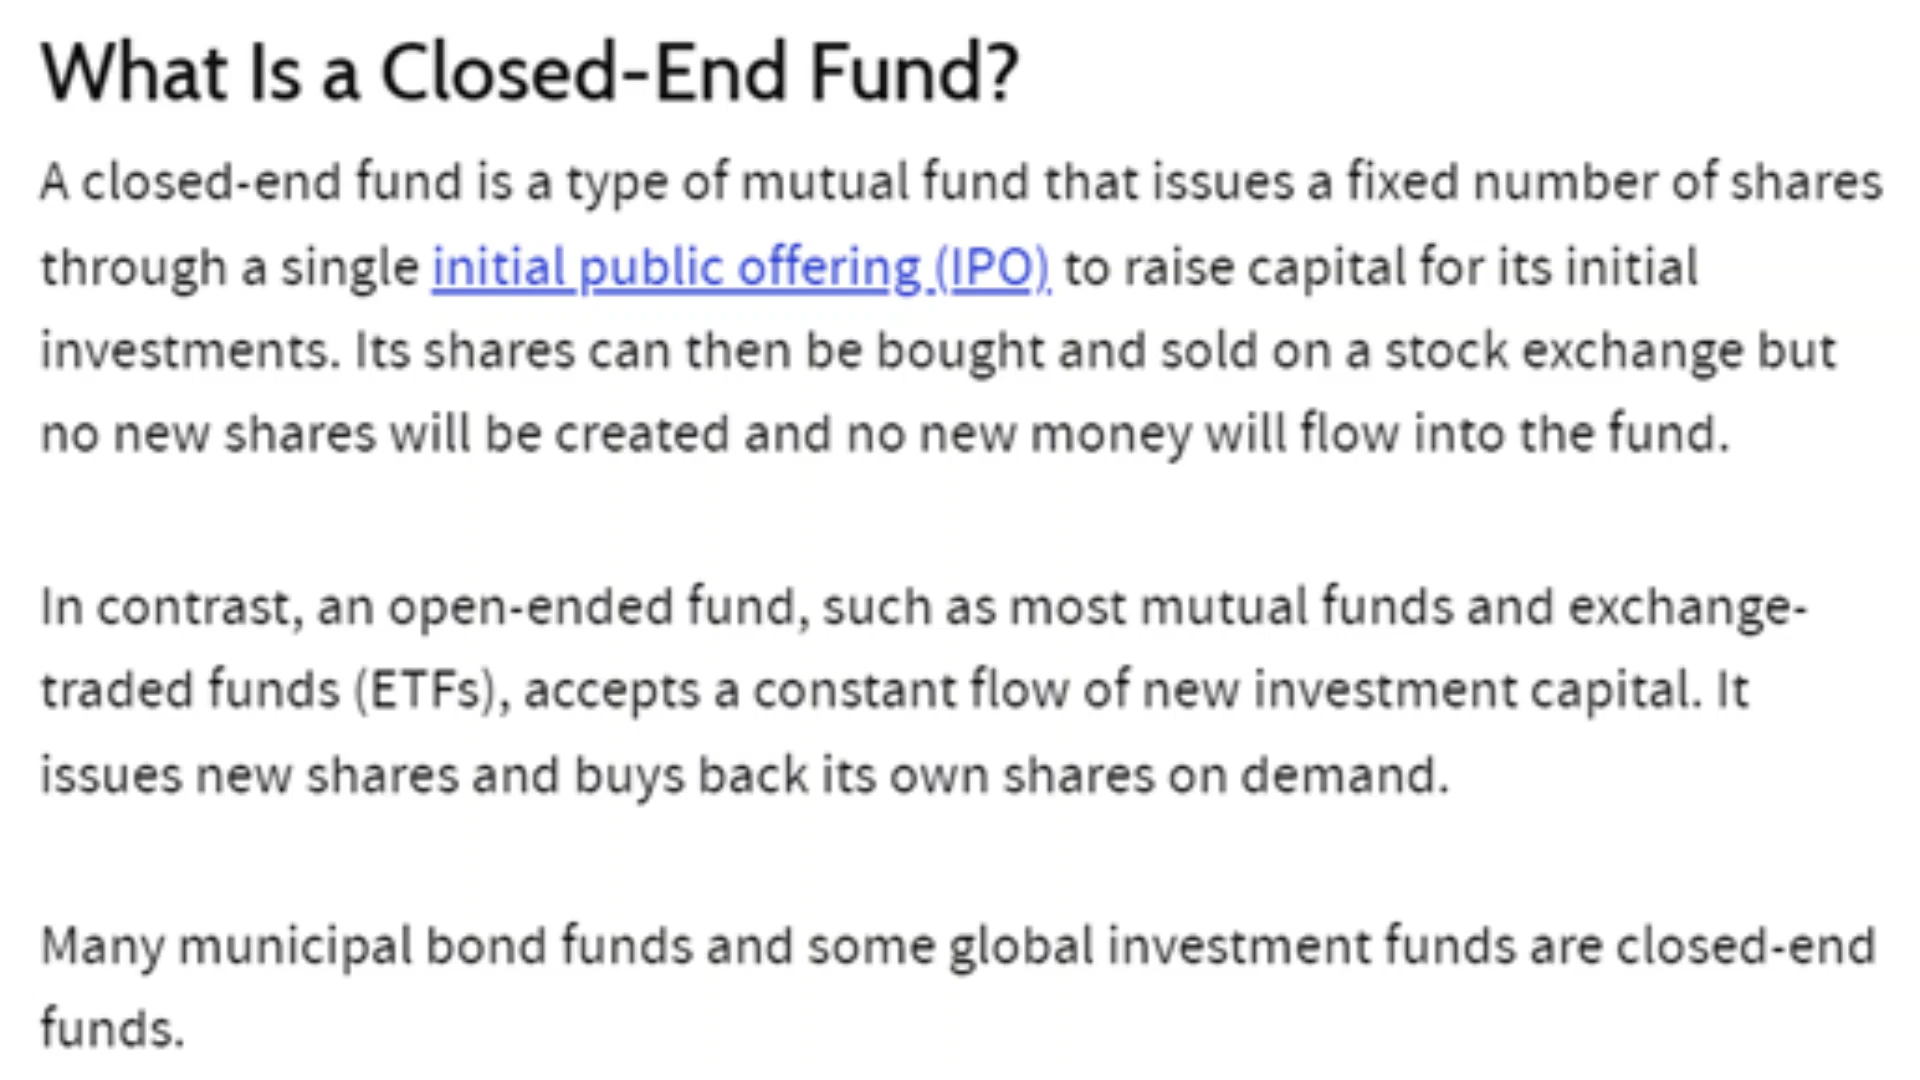 What Is a Closed-End Fund?
A closed-end fund is a type of mutual fund that issues a fixed number of shares
through a single initial public offering (IPO) to raise capital for its initial
investments. Its shares can then be bought and sold on a stock exchange but
no new shares will be created and no new money will flow into the fund.
In contrast, an open-ended fund, such as most mutual funds and exchange-
traded funds (ETFs), accepts a constant flow of new investment capital. It
issues new shares and buys back its own shares on demand.
Many municipal bond funds and some global investment funds are closed-end
funds.